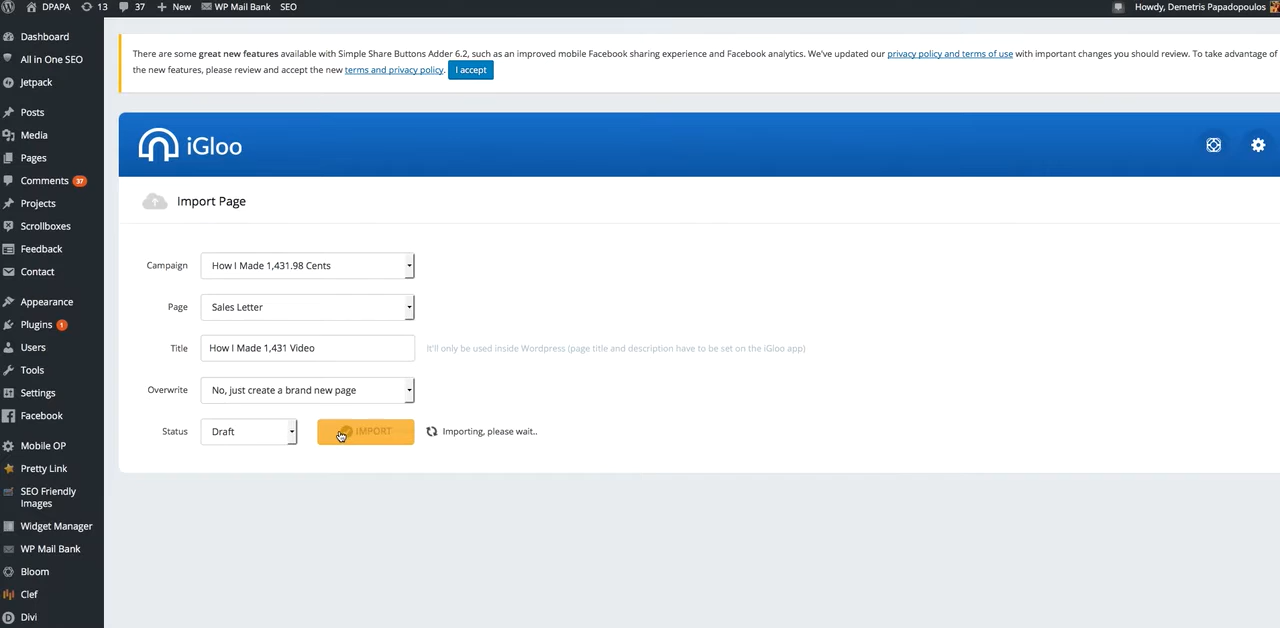 DPAPA 13 37 New WP Mail Bank SEO Howdy, Demetris Papadopoulos
Dashboard
All in One SEO
Jetpack
Posts
Media
Pages
Comments 37
Projects
Scrollboxes
Feedback
Contact
Appearance
Plugins 1
Users
Tools
Settings
Facebook
Mobile OP
Pretty Link
SEO Friendly
Images
Widget Manager
WP Mail Bank
Bloom
Clef
Divi
There are some great new features available with Simple Share Buttons Adder 6.2, such as an improved mobile Facebook sharing experience and Facebook analytics. We've updated our privacy policy and terms of use with important changes you should review. To take advantage of
the new features, please review and accept the new terms and privacy policy. I accept
iGloo
Import Page
Campaign How I Made 1,431.98 Cents
Page Sales Letter
Title How I Made 1,431 Video It'll only be used inside Wordpress (page title and description have to be set on the iGloo app)
Overwrite No, just create a brand new page
Status Draft IMPORT Importing, please wait..